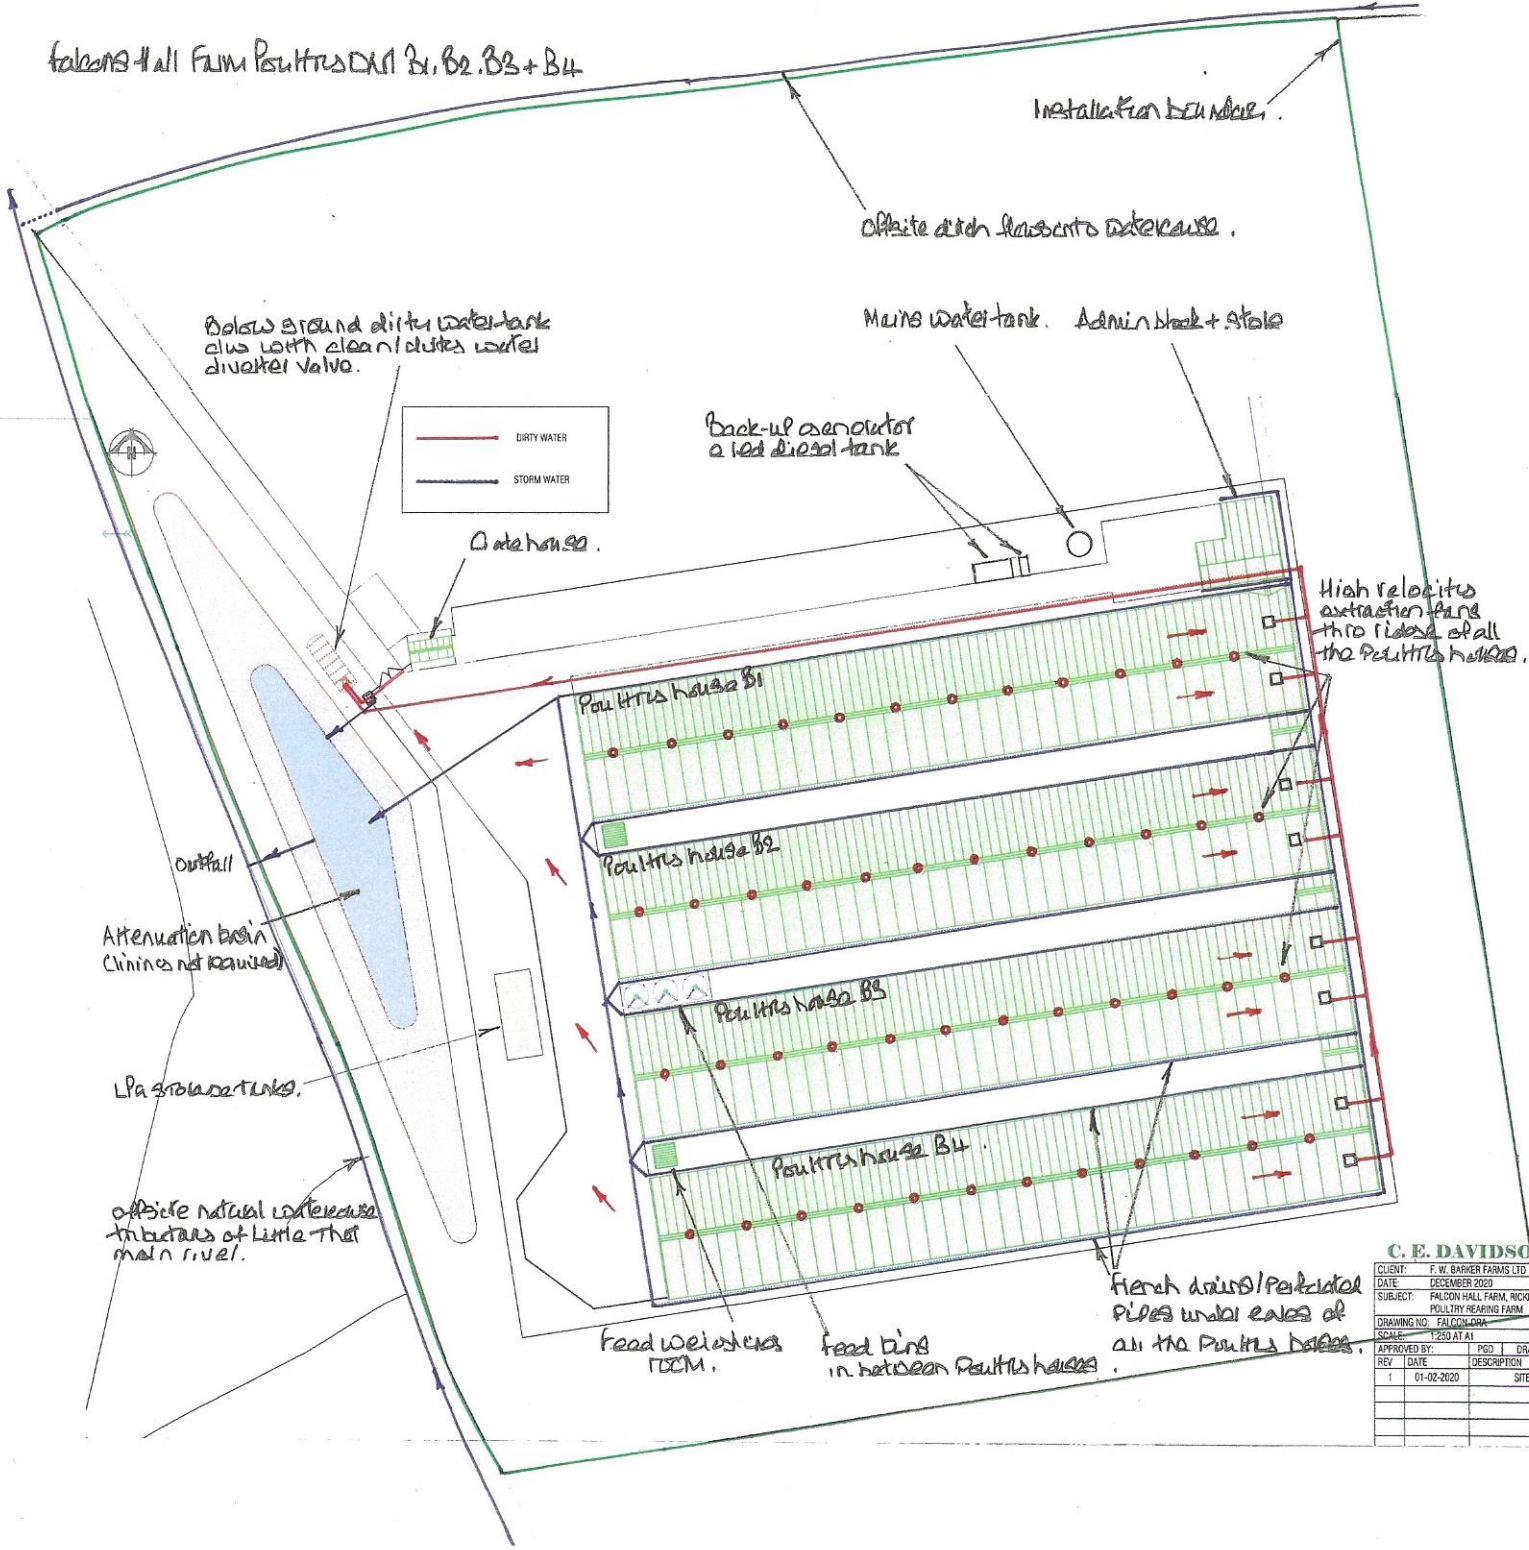 Falcons Hall Farm Poultry DRN B1, B2, B3 + B4
Installation boundary.
Offsite ditch flows into watercourse.
Below ground dirty water tank
c/w with clean/dirty water
diverter valve.
Mains water tank.
Admin block + store
DIRTY WATER
STORM WATER
Back-up generator
& red diesel tank
Gatehouse.
High velocity
extraction fans
thro ridge of all
the Poultry houses.
N
Poultry house B1
Poultry house B2
Outfall
Attenuation basin
(lining not required)
Poultry house B3
LPG storage tanks.
Poultry house B4.
offsite natural watercourse
tributary of Little
main river.
French drains/Perforated
Pipes under eaves of
all the Poultry houses.
Feed weighing
room.
Feed bins
in between Poultry houses.
C. E. DAVIDSO
CLIENT: F. W. BARKER FARMS LTD
DATE: DECEMBER 2020
SUBJECT: FALCON HALL FARM, RICK
POULTRY REARING FARM
DRAWING NO: FALCON-DRA
SCALE: 1:250 AT A1
APPROVED BY: PGD DR
REV DATE DESCRIPTION
1 01-02-2020 SITE